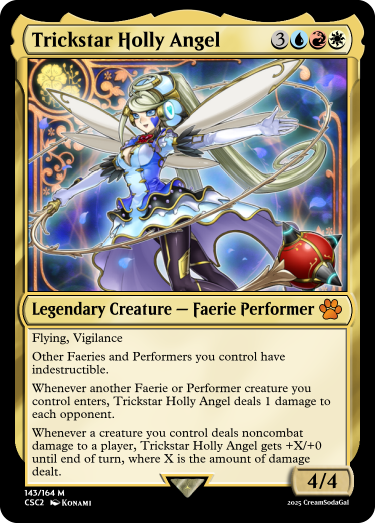 Trickstar Holly Angel 3
Legendary Creature — Faerie Performer
Flying, Vigilance
Other Faeries and Performers you control have
indestructible.
Whenever another Faerie or Performer creature you
control enters, Trickstar Holly Angel deals 1 damage to
each opponent.
Whenever a creature you control deals noncombat
damage to a player, Trickstar Holly Angel gets +X/+0
until end of turn, where X is the amount of damage
dealt.
4/4
143/164 M
CSC2 Konami
2025 CreamSodaGal